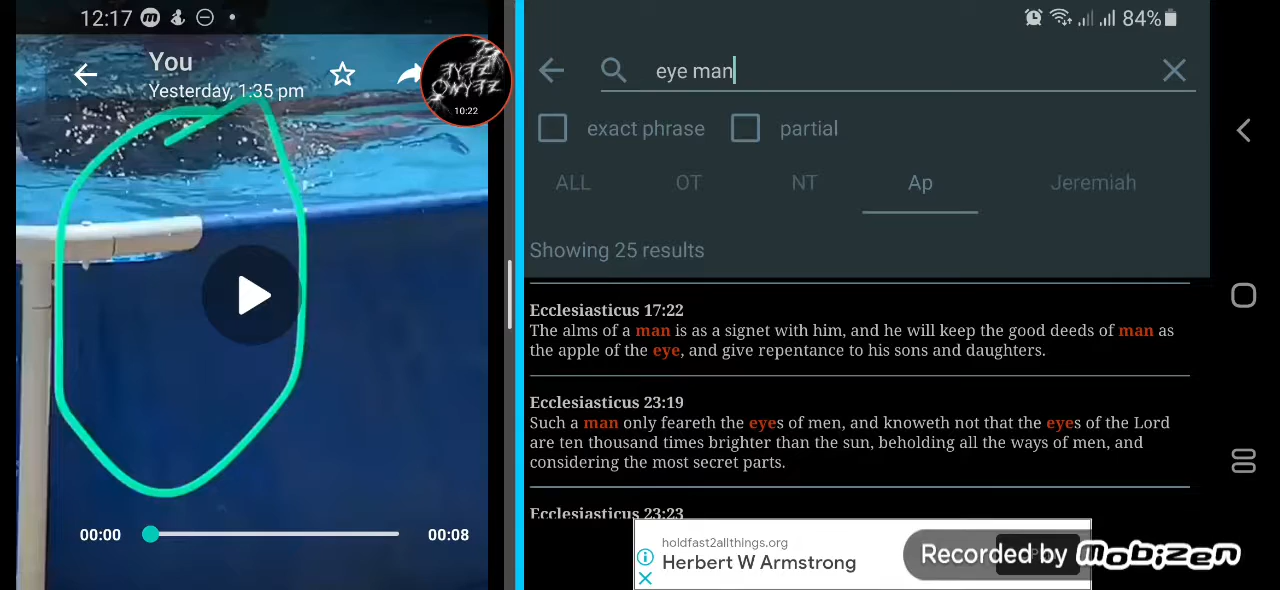 12:17
84%
You
Yesterday, 1:35 pm
10:22
eye man
exact phrase
partial
ALL
OT
NT
Ap
Jeremiah
Showing 25 results
Ecclesiasticus 17:22
The alms of a man is as a signet with him, and he will keep the good deeds of man as
the apple of the eye, and give repentance to his sons and daughters.
Ecclesiasticus 23:19
Such a man only feareth the eyes of men, and knoweth not that the eyes of the Lord
are ten thousand times brighter than the sun, beholding all the ways of men, and
considering the most secret parts.
Ecclesiasticus 23:23
00:00
00:08
holdfast2allthings.org
Herbert W Armstrong
Recorded by Mobizen